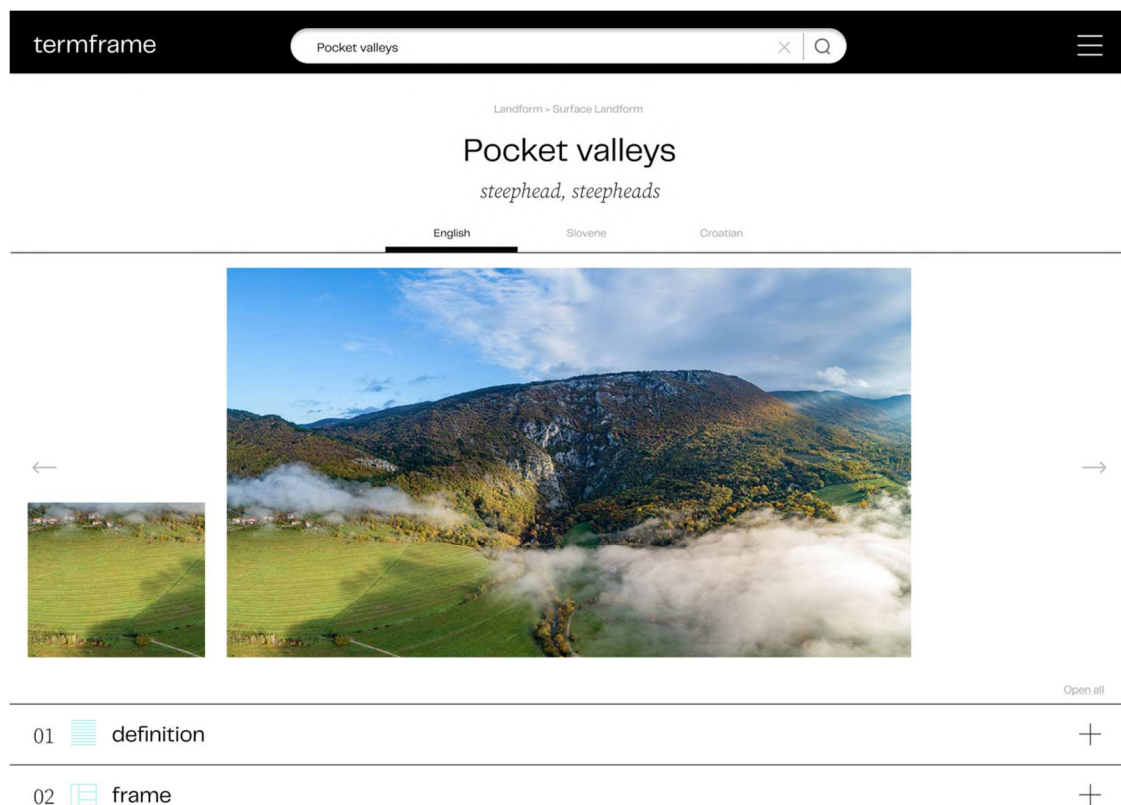 termframe
Pocket valleys
Landform > Surface Landform
Pocket valleys
steephead, steepheads
English Slovene Croatian
Open all
01 definition
02 frame